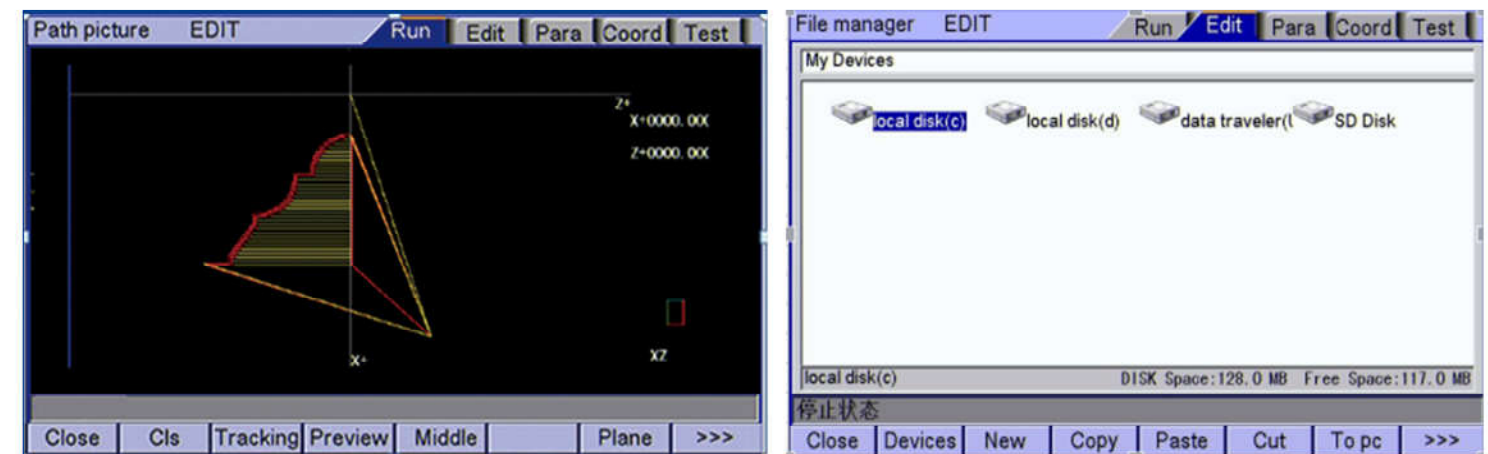 Path picture EDIT Run Edit Para Coord Test
Z+
X+0000.00X
Z+0000.00X
X+
XZ
Close Cls Tracking Preview Middle Plane >>>
File manager EDIT Run Edit Para Coord Test
My Devices
local disk(c) local disk(d) data traveler(l SD Disk
local disk(c) DISK Space:128.0 MB Free Space:117.0 MB
停止状态
Close Devices New Copy Paste Cut To pc >>>